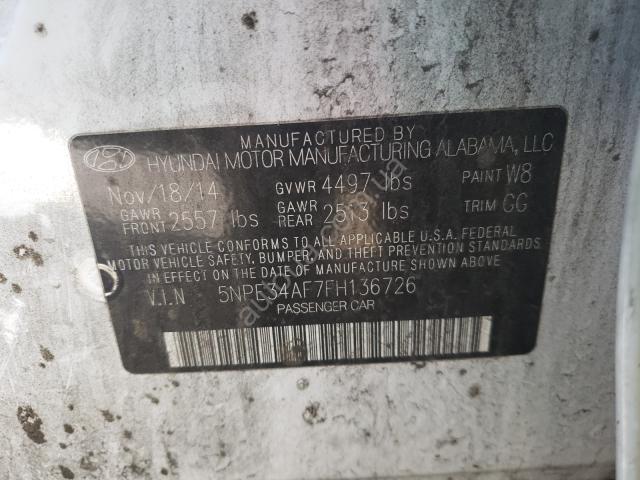 MANUFACTURED BY
HYUNDAI MOTOR MANUFACTURING ALABAMA, LLC
Nov/18/14 GVWR 4497 lbs PAINT W8
GAWR FRONT 2557 lbs GAWR REAR 2513 lbs TRIM GG
THIS VEHICLE CONFORMS TO ALL APPLICABLE U.S.A. FEDERAL
MOTOR VEHICLE SAFETY, BUMPER, AND THEFT PREVENTION STANDARDS
IN EFFECT ON THE DATE OF MANUFACTURE SHOWN ABOVE.
V.I.N 5NPE34AF7FH136726
PASSENGER CAR